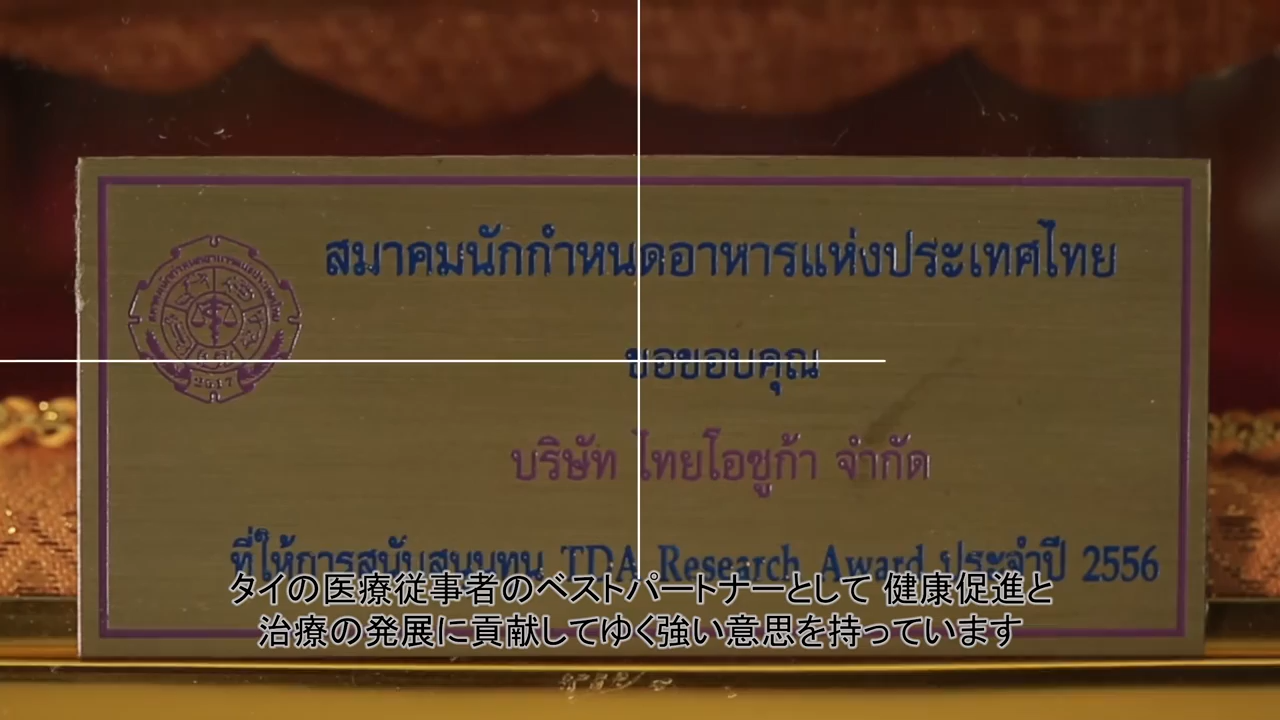 สมาคมนักกำหนดอาหารแห่งประเทศไทย
2517
ขอขอบคุณ
บริษัท ไทยโอซูก้า จำกัด
ที่ให้การสนับสนุนทุน TDA Research Award ประจำปี 2556
タイの医療従事者のベストパートナーとして 健康促進と
治療の発展に貢献してゆく強い意思を持っています